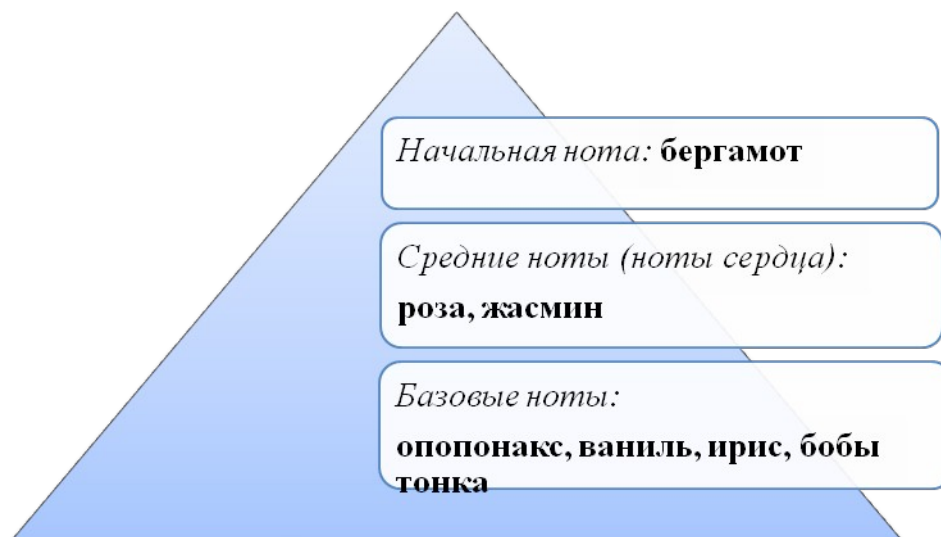 Начальная нота: бергамот
Средние ноты (ноты сердца):
роза, жасмин
Базовые ноты:
опопонакс, ваниль, ирис, бобы
тонка